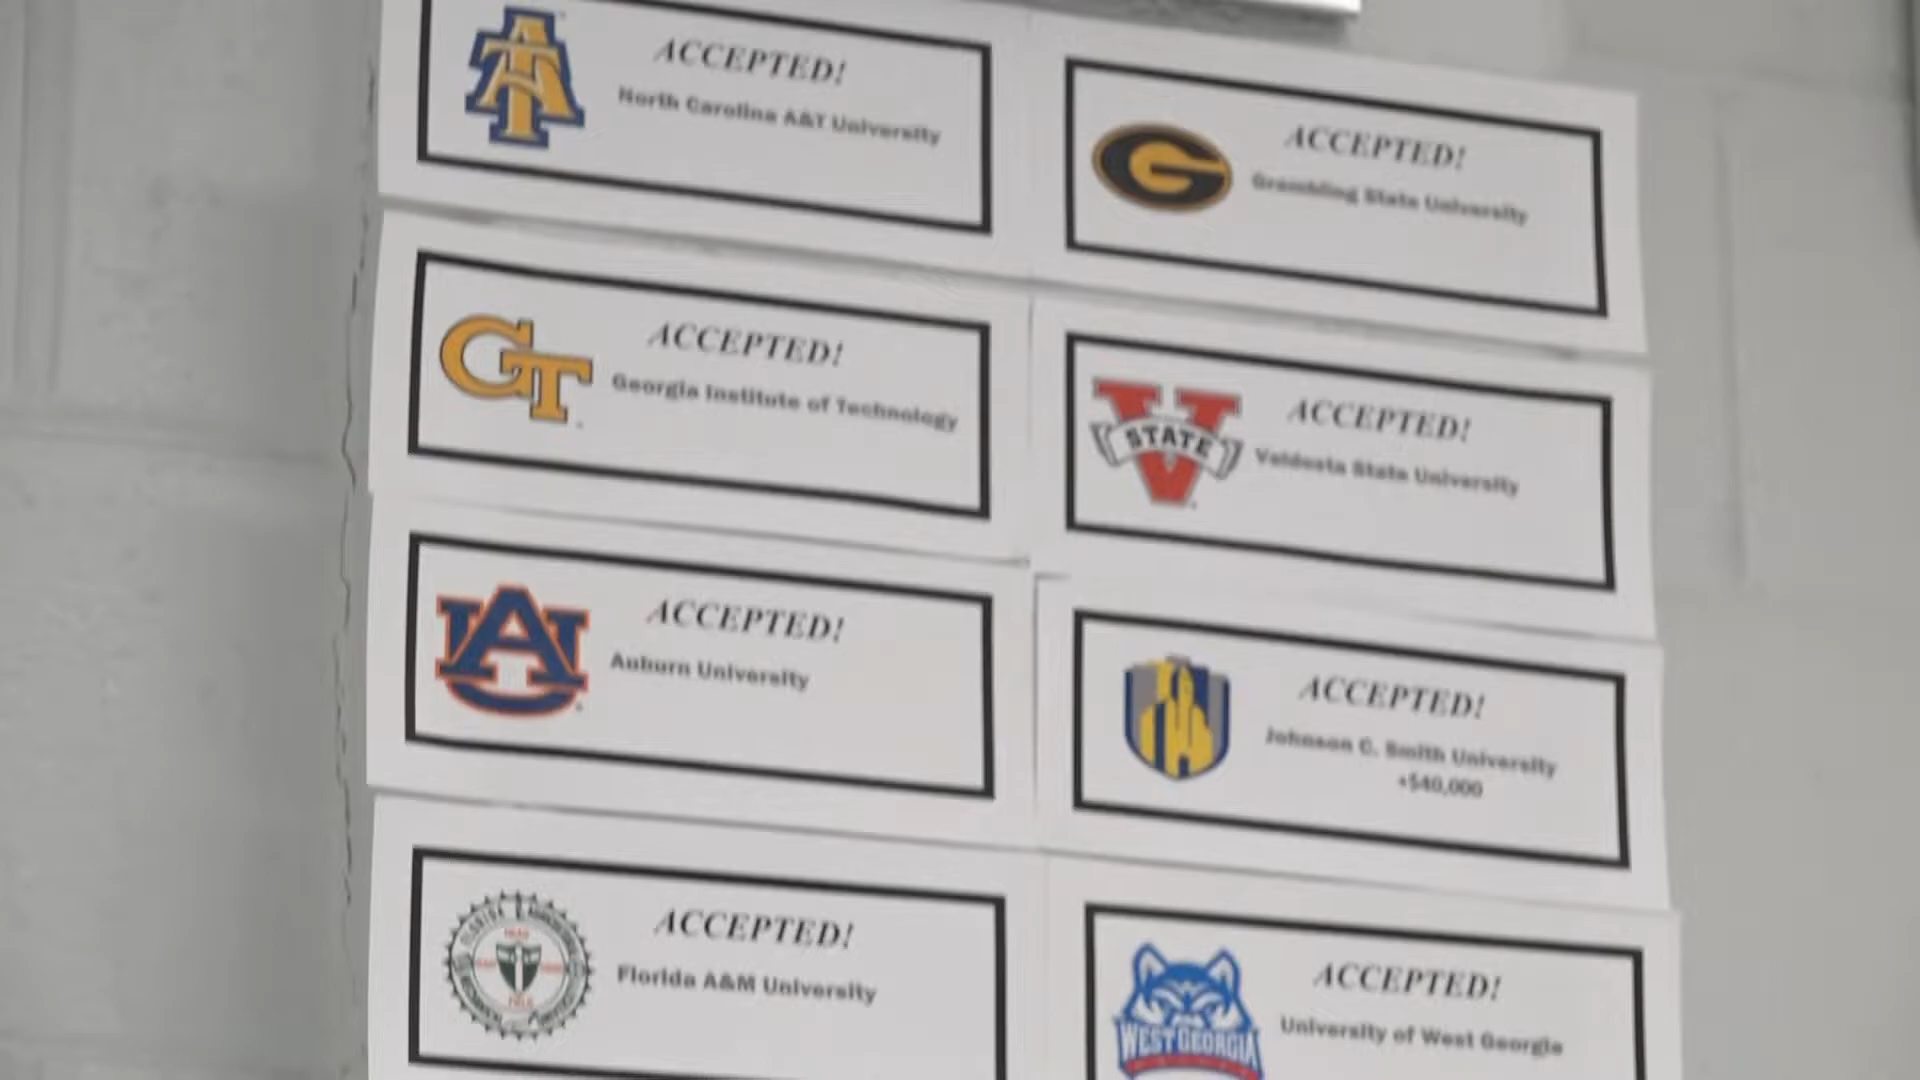 ACCEPTED!
North Carolina A&T University
ACCEPTED!
Grambling State University
GT
ACCEPTED!
Georgia Institute of Technology
V
STATE
ACCEPTED!
Valdosta State University
AU
ACCEPTED!
Auburn University
ACCEPTED!
Johnson C. Smith University
+$40,000
ACCEPTED!
Florida A&M University
WEST GEORGIA
ACCEPTED!
University of West Georgia